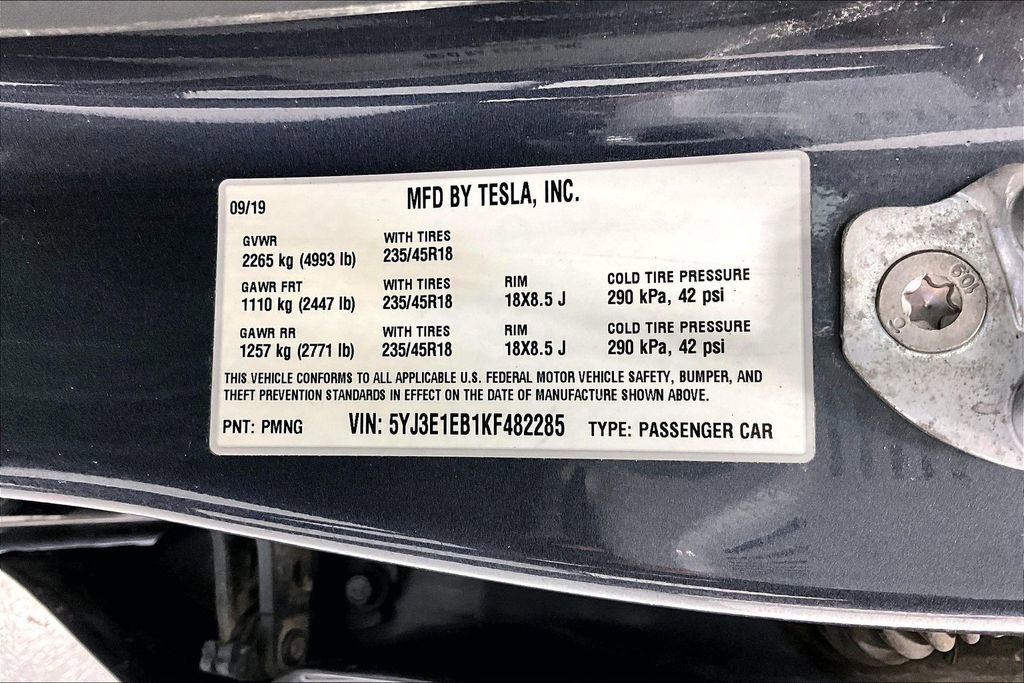 MFD BY TESLA, INC.
09/19
GVWR WITH TIRES
2265 kg (4993 lb) 235/45R18
GAWR FRT WITH TIRES RIM COLD TIRE PRESSURE
1110 kg (2447 lb) 235/45R18 18X8.5 J 290 kPa, 42 psi
GAWR RR WITH TIRES RIM COLD TIRE PRESSURE
1257 kg (2771 lb) 235/45R18 18X8.5 J 290 kPa, 42 psi
THIS VEHICLE CONFORMS TO ALL APPLICABLE U.S. FEDERAL MOTOR VEHICLE SAFETY, BUMPER, AND
THEFT PREVENTION STANDARDS IN EFFECT ON THE DATE OF MANUFACTURE SHOWN ABOVE.
PNT: PMNG VIN: 5YJ3E1EB1KF482285 TYPE: PASSENGER CAR
10.9